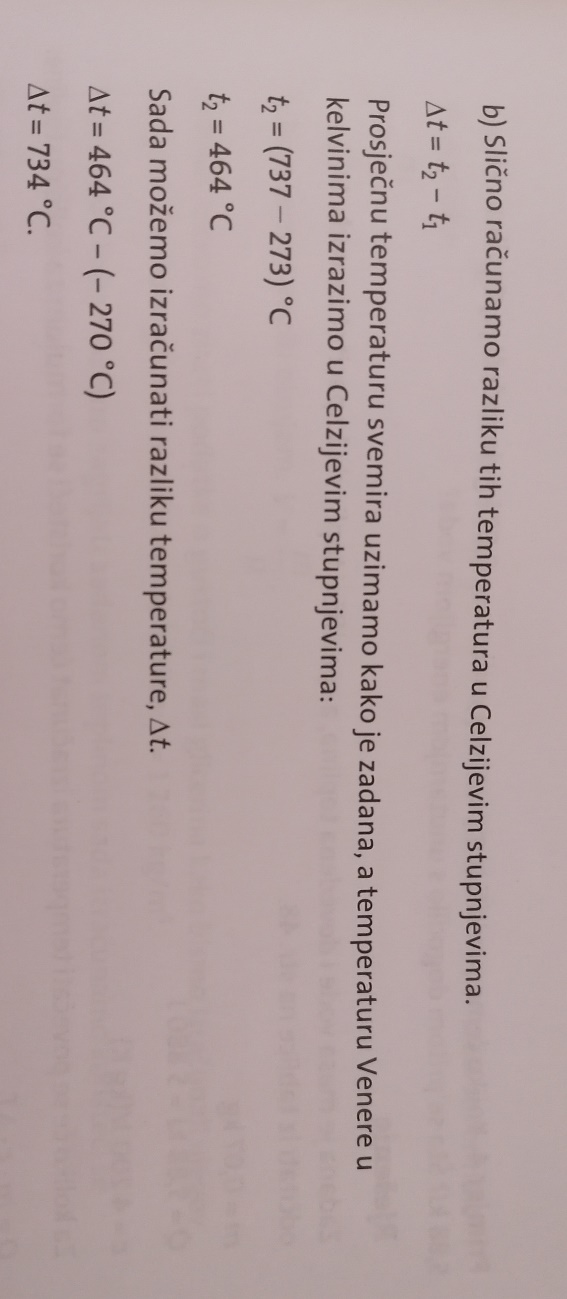 b) Slično računamo razliku tih temperatura u Celzijevim stupnjevima.
Δt = t₂ – t₁
Prosječnu temperaturu svemira uzimamo kako je zadana, a temperaturu Venere u
kelvinima izrazimo u Celzijevim stupnjevima:
t₂ = (737 – 273) °C
t₂ = 464 °C
Sada možemo izračunati razliku temperature, Δt.
Δt = 464 °C – (– 270 °C)
Δt = 734 °C.